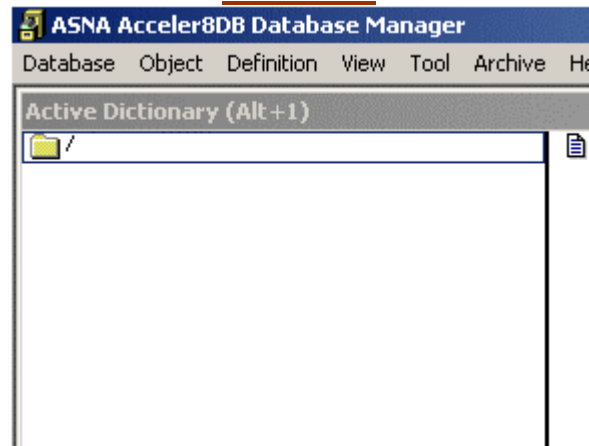 ASNA Acceler8DB Database Manager
Database Object Definition View Tool Archive
Active Dictionary (Alt+1)
/